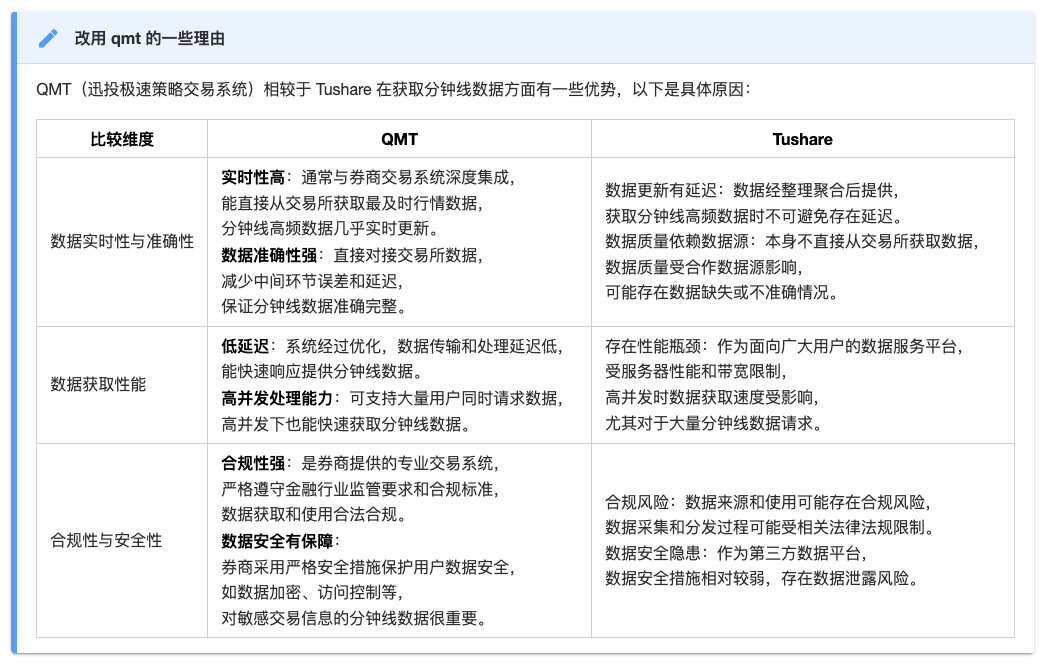 改用 qmt 的一些理由
QMT（迅投极速策略交易系统）相较于 Tushare 在获取分钟线数据方面有一些优势，以下是具体原因：
比较维度
QMT
Tushare
数据实时性与准确性
实时性高：通常与券商交易系统深度集成，
能直接从交易所获取最及时行情数据，
分钟线高频数据几乎实时更新。
数据准确性强：直接对接交易所数据，
减少中间环节误差和延迟，
保证分钟线数据准确完整。
数据更新有延迟：数据经整理聚合后提供，
获取分钟线高频数据时不可避免存在延迟。
数据质量依赖数据源：本身不直接从交易所获取数据，
数据质量受合作数据源影响，
可能存在数据缺失或不准确情况。
数据获取性能
低延迟：系统经过优化，数据传输和处理延迟低，
能快速响应提供分钟线数据。
高并发处理能力：可支持大量用户同时请求数据，
高并发下也能快速获取分钟线数据。
存在性能瓶颈：作为面向广大用户的数据服务平台，
受服务器性能和带宽限制，
高并发时数据获取速度受影响，
尤其对于大量分钟线数据请求。
合规性与安全性
合规性强：是券商提供的专业交易系统，
严格遵守金融行业监管要求和合规标准，
数据获取和使用合法合规。
数据安全有保障：
券商采用严格安全措施保护用户数据安全，
如数据加密、访问控制等，
对敏感交易信息的分钟线数据很重要。
合规风险：数据来源和使用可能存在合规风险，
数据采集和分发过程可能受相关法律法规限制。
数据安全隐患：作为第三方数据平台，
数据安全措施相对较弱，存在数据泄露风险。